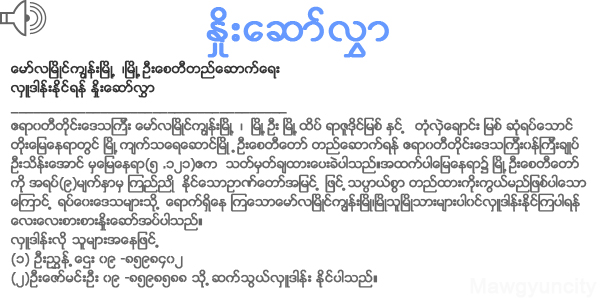 နှိုးဆော်လွှာ
မော်လမြိုင်ကျွန်းမြို့ ၊မြို့ဦးစေတီတည်ဆောက်ရေး
လှူဒါန်းနိုင်ရန် နှိုးဆော်လွှာ
ဧရာဝတီတိုင်းဒေသကြီး မော်လမြိုင်ကျွန်းမြို့ ၊ မြို့ဦး မြို့ထိပ် ရာဇူဒိုင်မြစ် နှင့် တုံလှဲချောင်း မြစ် ဆုံရပ်သောင်
တိုးမြေနေရာတွင် မြို့ကျက်သရေဆောင်မြို့ဦးစေတီတော် တည်ဆောက်ရန် ဧရာဝတီတိုင်းဒေသကြီးဝန်ကြီးချုပ်
ဦးသိန်းအောင် မှမြေနေရာ(၅ .၁၂၁)ဧက သတ်မှတ်ချထားပေးခဲပါသည်။အထက်ပါမြေနေရာ၌ မြို့ဦးစေတီတော်
ကို အရပ်(၉)မျက်နှာမှ ကြည်ညို နိုင်သောဉာဏ်တော်အမြင့် ဖြင့် သပ္ပာယ်စွာ တည်ထားကိုးကွယ်မည်ဖြစ်ပါသော
ကြောင့် ရပ်ဝေးဒေသများသို့ ရောက်ရှိနေ ကြသောမော်လမြိုင်ကျွန်းမြို့မြို့သူမြို့သားများပါဝင်လှူဒါန်းနိုင်ကြပါရန်
လေးလေးစားစားနှိုးဆော်အပ်ပါသည်။
လှူဒါန်းလို သူများအနေဖြင့်
(၁) ဦးညွှန့် ဌေး ၀၉ -၈၅၉၈၄၀၂
(၂)ဦးဇော်မင်းဦး ၀၉ -၈၅၉၈၅၈၈ သို့ ဆက်သွယ်လှူဒါန်း နိုင်ပါသည်။
Mawgyuncity